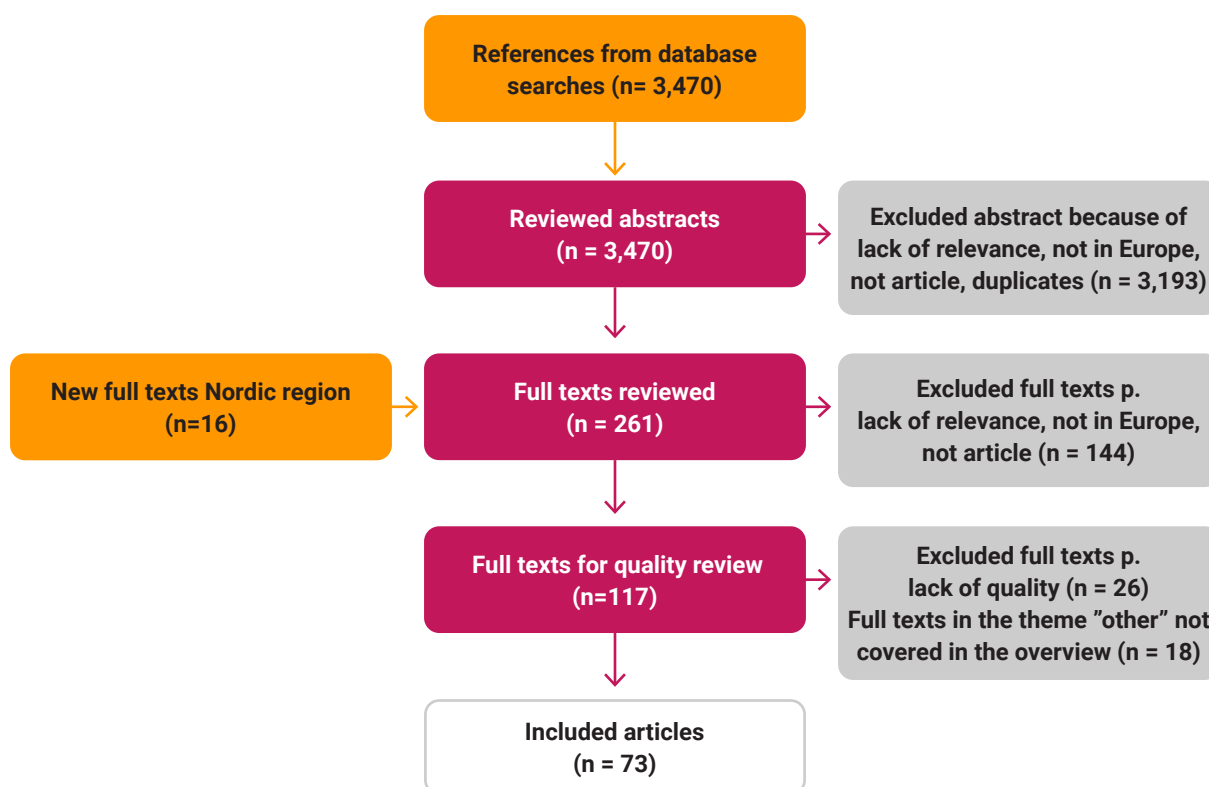 References from database
searches (n= 3,470)
Reviewed abstracts
(n = 3,470)
Excluded abstract because of
lack of relevance, not in Europe,
not article, duplicates (n = 3,193)
New full texts Nordic region
(n=16)
Full texts reviewed
(n = 261)
Excluded full texts p.
lack of relevance, not in Europe,
not article (n = 144)
Full texts for quality review
(n=117)
Excluded full texts p.
lack of quality (n = 26)
Full texts in the theme ”other” not
covered in the overview (n = 18)
Included articles
(n = 73)